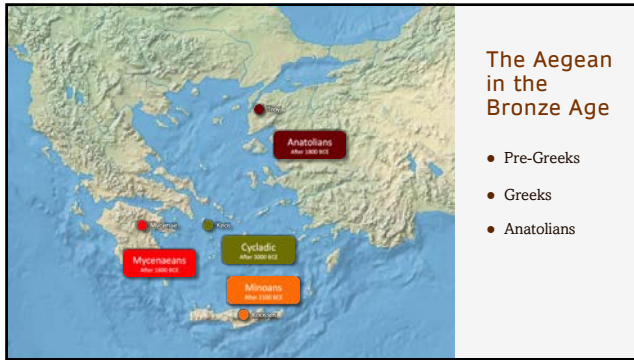 The Aegean
in the
Bronze Age
● Pre-Greeks
● Greeks
● Anatolians
Troy
Anatolians
After 1800 BCE
Mycenae
Keos
Cycladic
After 3000 BCE
Mycenaeans
After 1600 BCE
Minoans
After 2100 BCE
Knossos